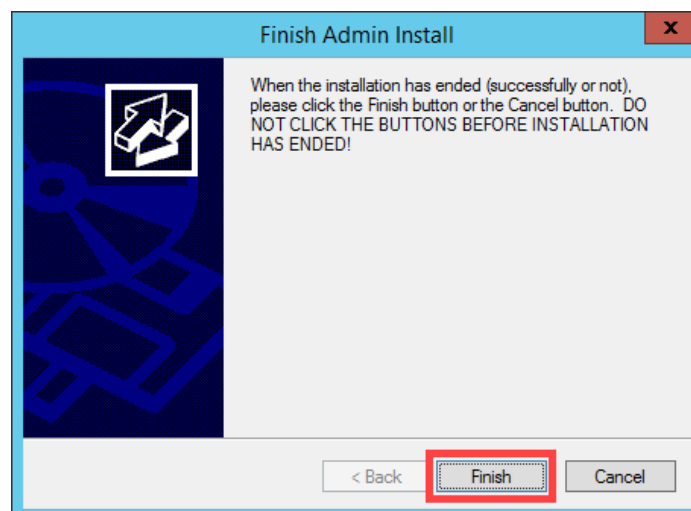 Finish Admin Install
x
When the installation has ended (successfully or not),
please click the Finish button or the Cancel button.  DO
NOT CLICK THE BUTTONS BEFORE INSTALLATION
HAS ENDED!
< Back Finish Cancel